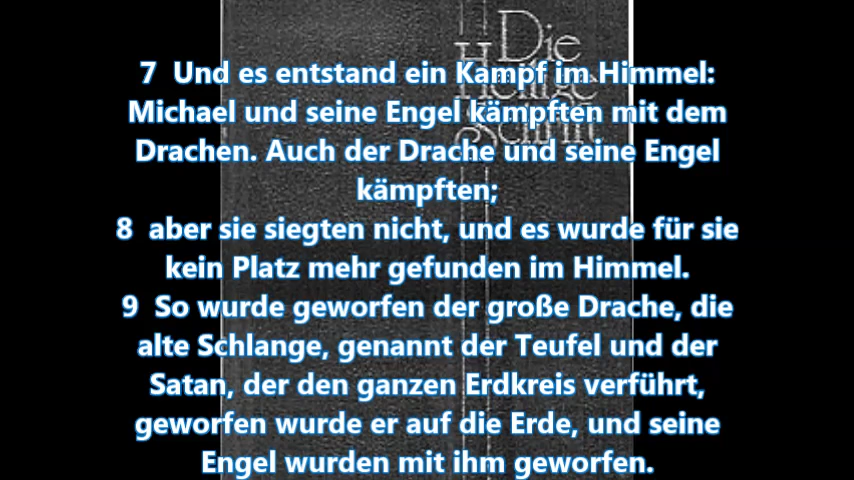 Die
Heilige
Schrift
7 Und es entstand ein Kampf im Himmel:
Michael und seine Engel kämpften mit dem
Drachen. Auch der Drache und seine Engel
kämpften;
8 aber sie siegten nicht, und es wurde für sie
kein Platz mehr gefunden im Himmel.
9 So wurde geworfen der große Drache, die
alte Schlange, genannt der Teufel und der
Satan, der den ganzen Erdkreis verführt,
geworfen wurde er auf die Erde, und seine
Engel wurden mit ihm geworfen.